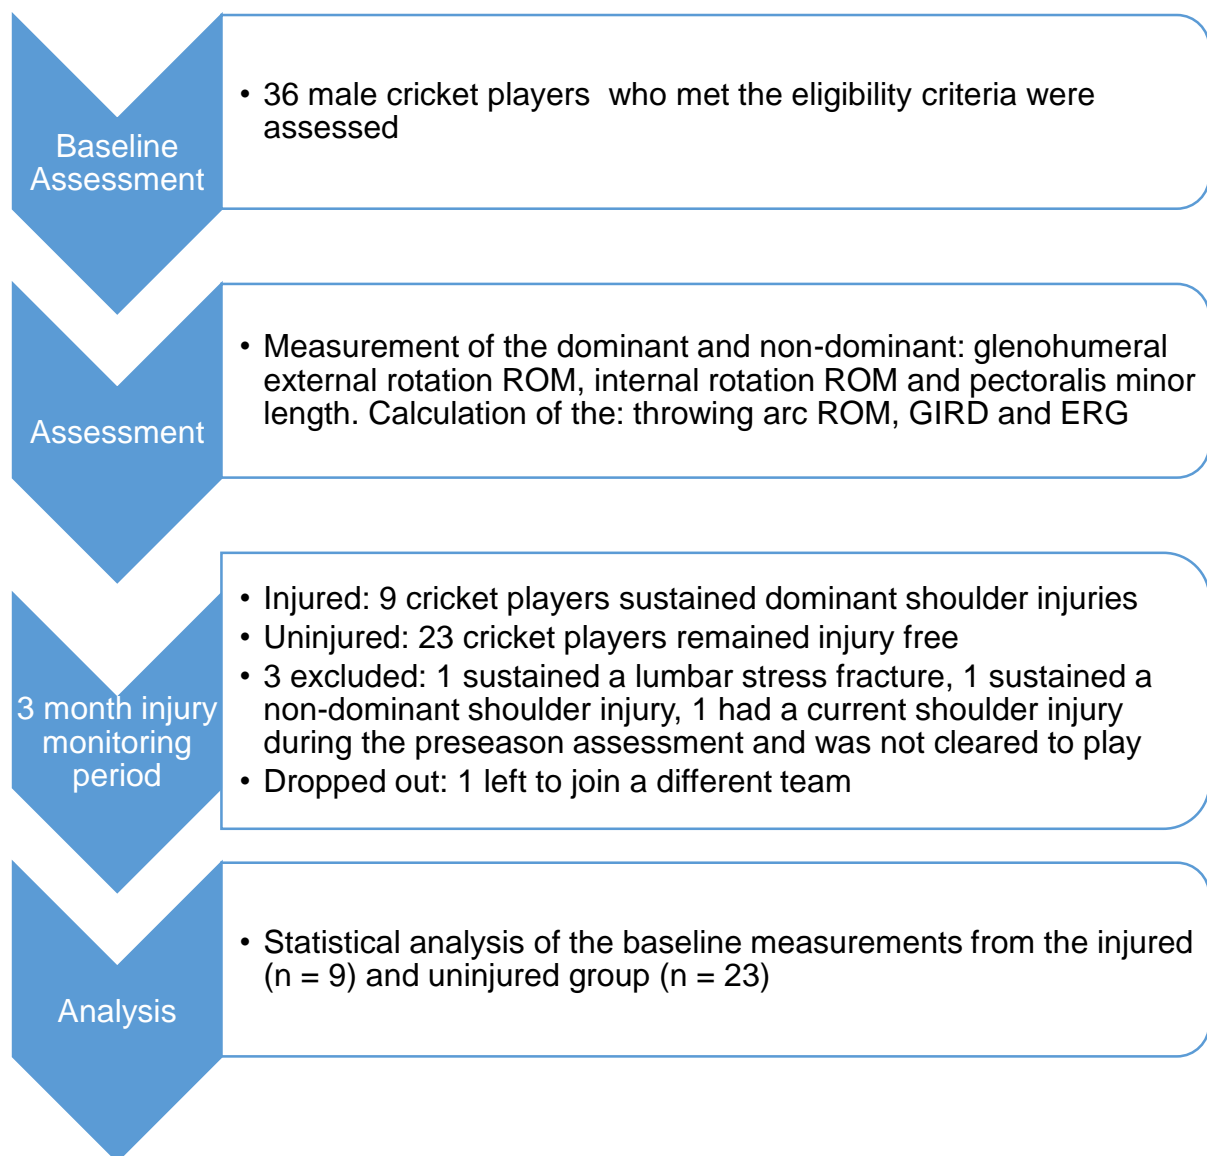 Baseline
Assessment
• 36 male cricket players who met the eligibility criteria were
assessed
Assessment
• Measurement of the dominant and non-dominant: glenohumeral
external rotation ROM, internal rotation ROM and pectoralis minor
length. Calculation of the: throwing arc ROM, GIRD and ERG
3 month injury
monitoring
period
• Injured: 9 cricket players sustained dominant shoulder injuries
• Uninjured: 23 cricket players remained injury free
• 3 excluded: 1 sustained a lumbar stress fracture, 1 sustained a
non-dominant shoulder injury, 1 had a current shoulder injury
during the preseason assessment and was not cleared to play
• Dropped out: 1 left to join a different team
Analysis
• Statistical analysis of the baseline measurements from the injured
(n = 9) and uninjured group (n = 23)